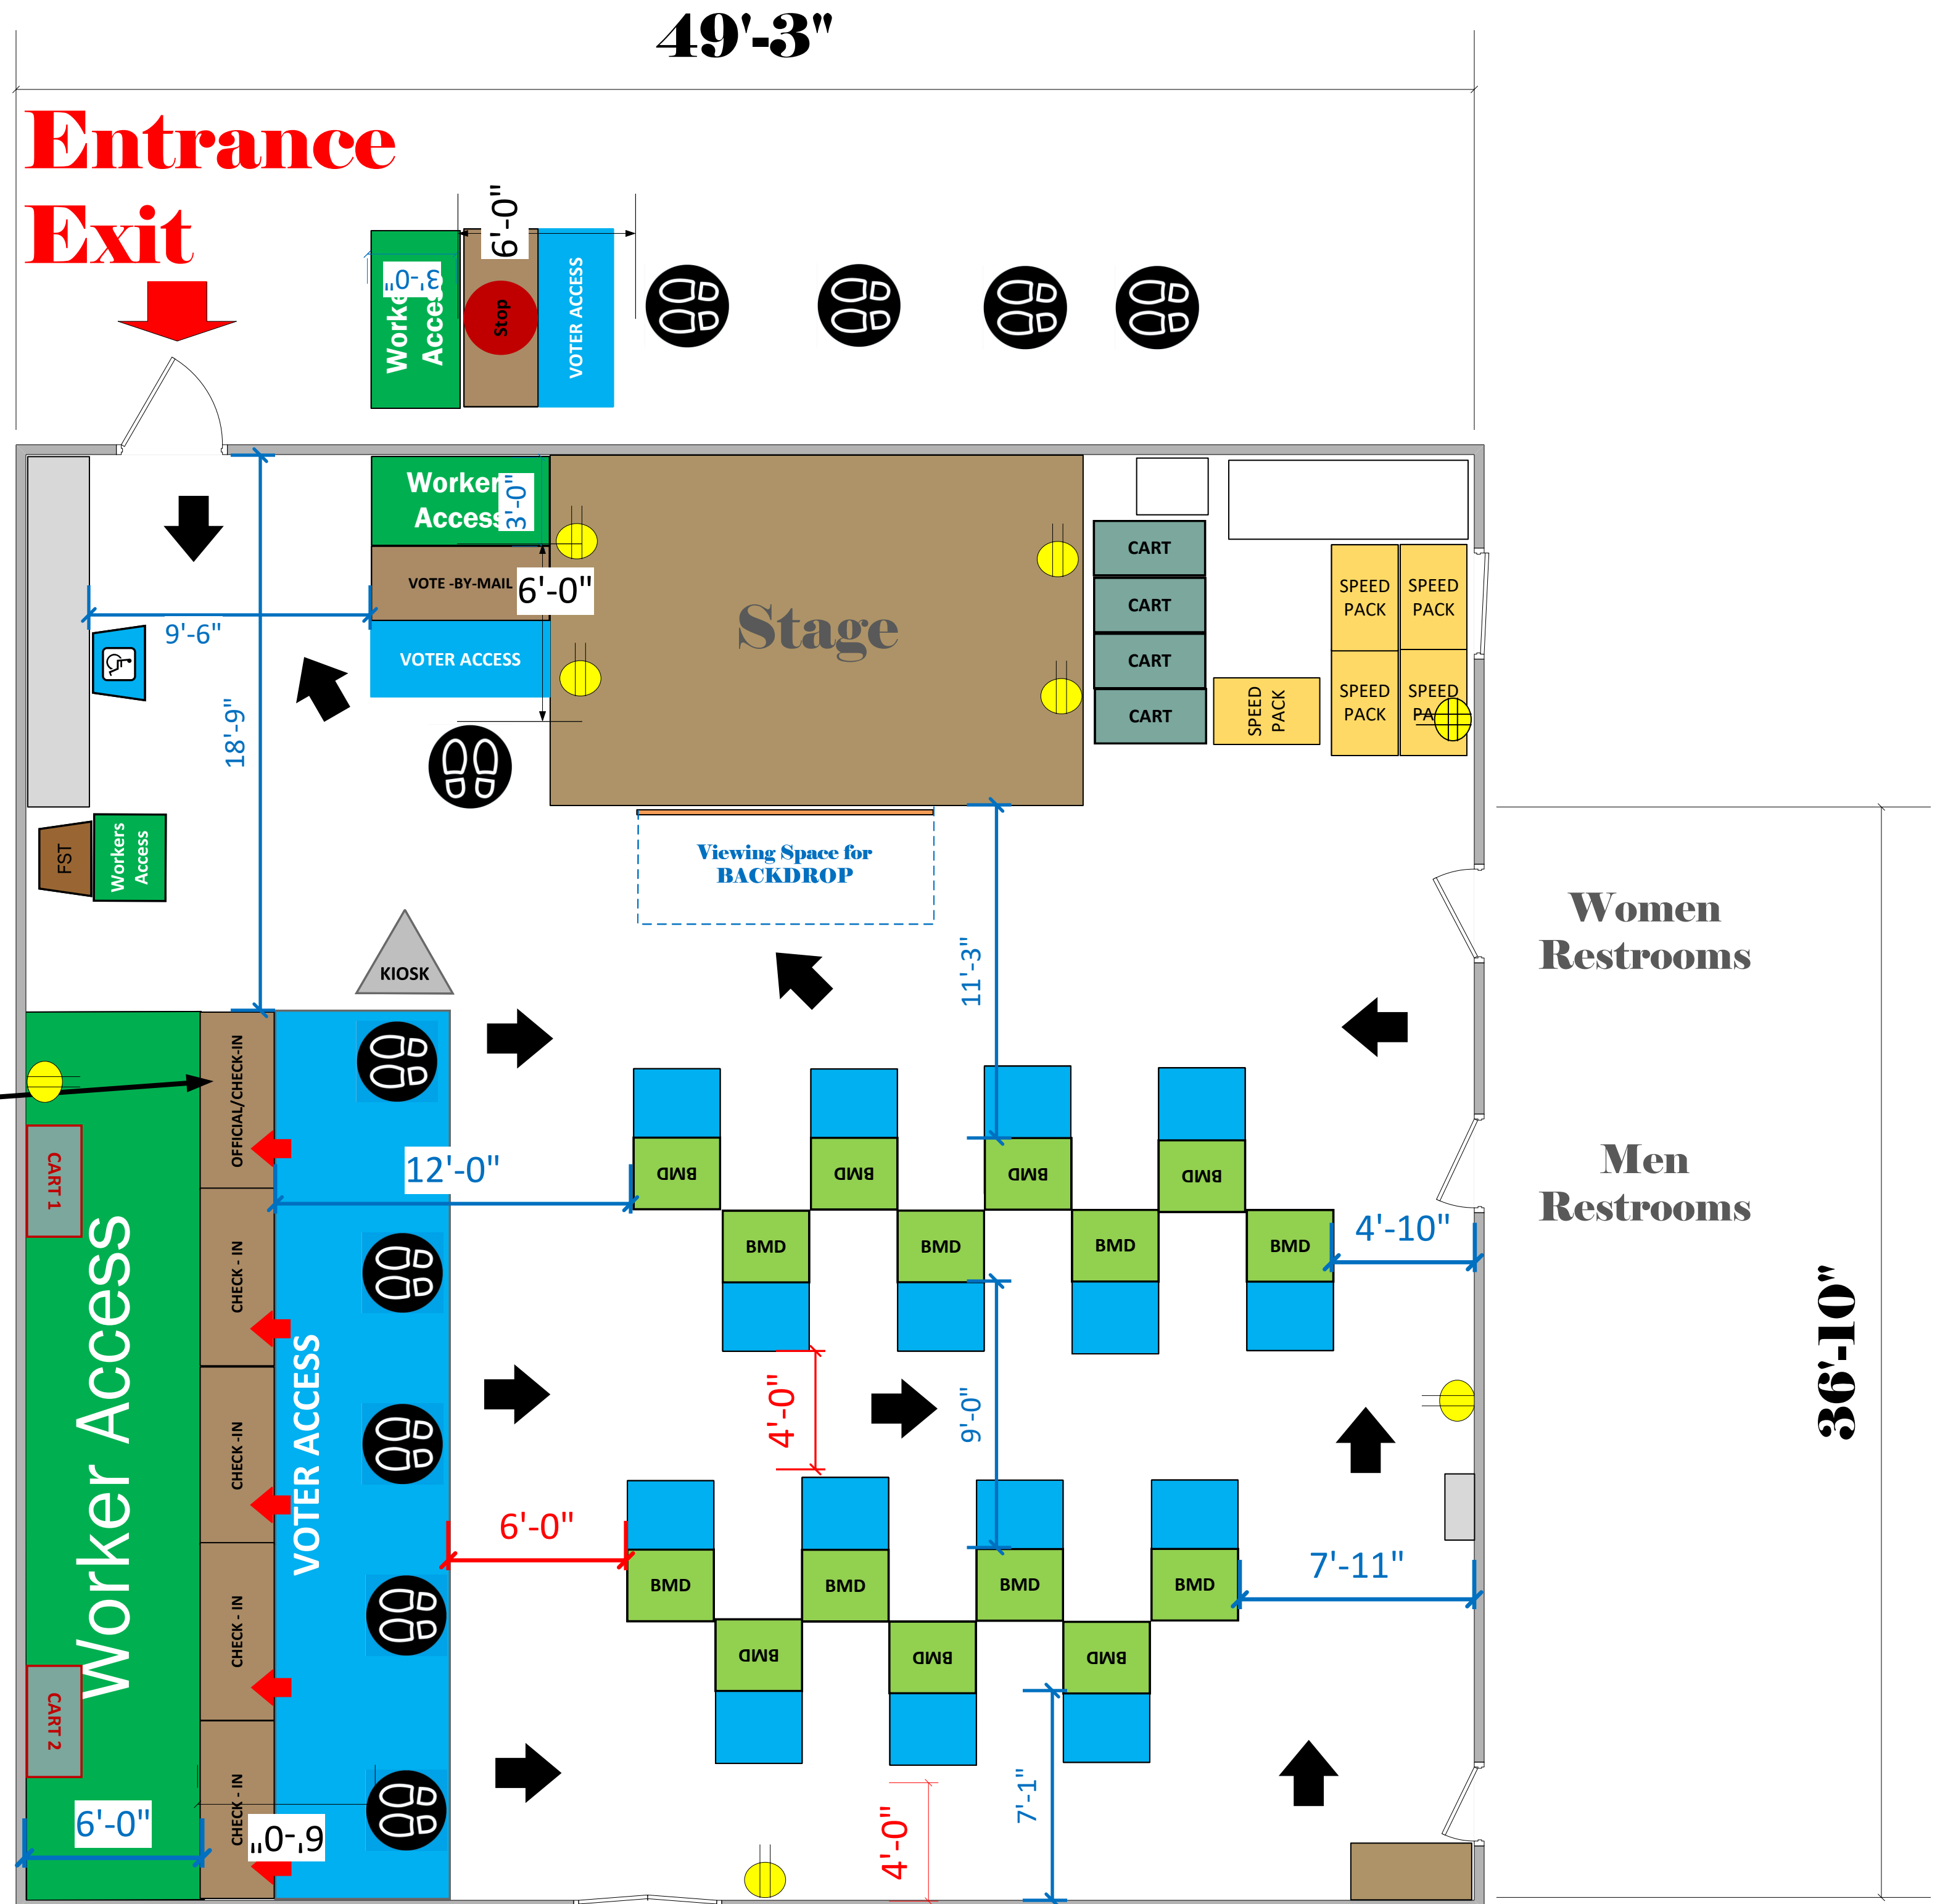 49'-3"
Entrance
Exit
6'-0"
3'-0"
Worker
Access
Stop
VOTER ACCESS
Worker
Access
3'-0"
VOTE -BY-MAIL
6'-0"
VOTER ACCESS
9'-6"
18'-9"
Stage
CART
CART
CART
CART
SPEED
PACK
SPEED
PACK
SPEED
PACK
SPEED
PACK
SPEED
PA
FST
Workers
Access
Viewing Space for
BACKDROP
11'-3"
KIOSK
Women
Restrooms
Men
Restrooms
36'-10"
OFFICIAL/CHECK-IN
CHECK - IN
CHECK -IN
CHECK - IN
CHECK - IN
CART 1
CART 2
Worker Access
VOTER ACCESS
12'-0"
BMD
BMD
BMD
BMD
BMD
BMD
BMD
BMD
4'-10"
4'-0"
9'-0"
6'-0"
BMD
BMD
BMD
BMD
7'-11"
BMD
BMD
BMD
7'-1"
4'-0"
6'-0"
6'-0"